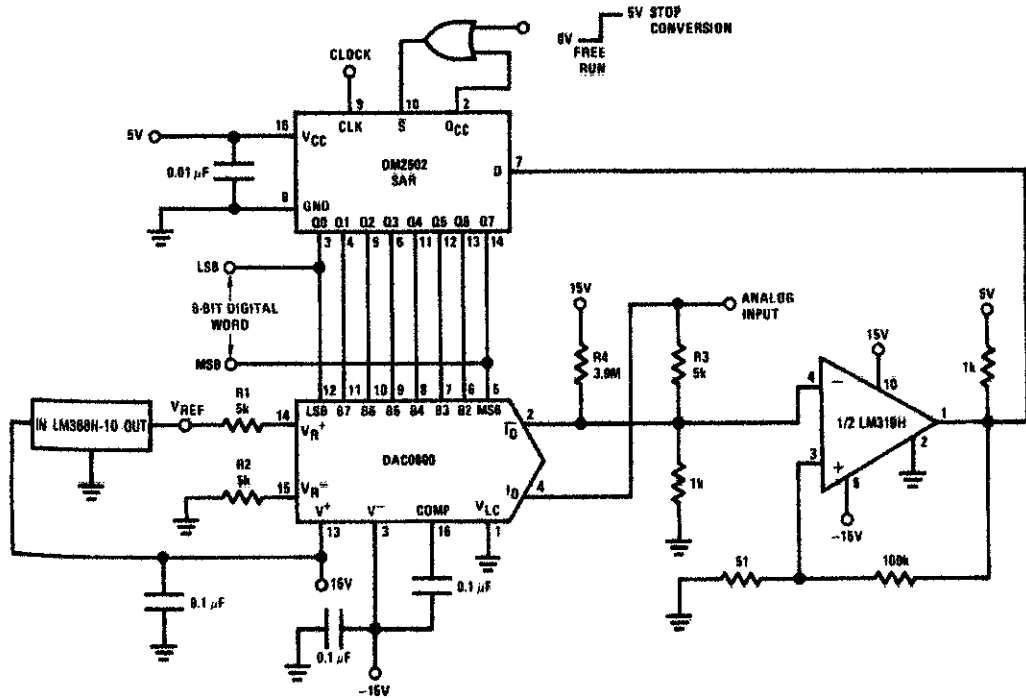 5V STOP
CONVERSION
0V
FREE
RUN
CLOCK
9
10
2
CLK
S
QCC
5V
16
VCC
0.01 µF
DM2502
SAR
D
7
8
GND
Q0 Q1 Q2 Q3 Q4 Q5 Q6 Q7
3 4 5 6 11 12 13 14
LSB
8-BIT DIGITAL
WORD
MSB
15V
ANALOG
INPUT
5V
R4
3.9M
R3
5k
15V
1k
12 11 10 9 8 7 6 5
LSB B7 B6 B5 B4 B3 B2 MSB
IN LM368H-10 OUT
VREF
R1
5k
14
VR+
2
IO
4
10
1
1/2 LM319H
2
DAC0800
3
R2
5k
15
VR−
IO
4
1k
8
−15V
V+
V−
COMP
VLC
13
3
16
1
51
100k
15V
0.1 µF
0.1 µF
0.1 µF
−15V